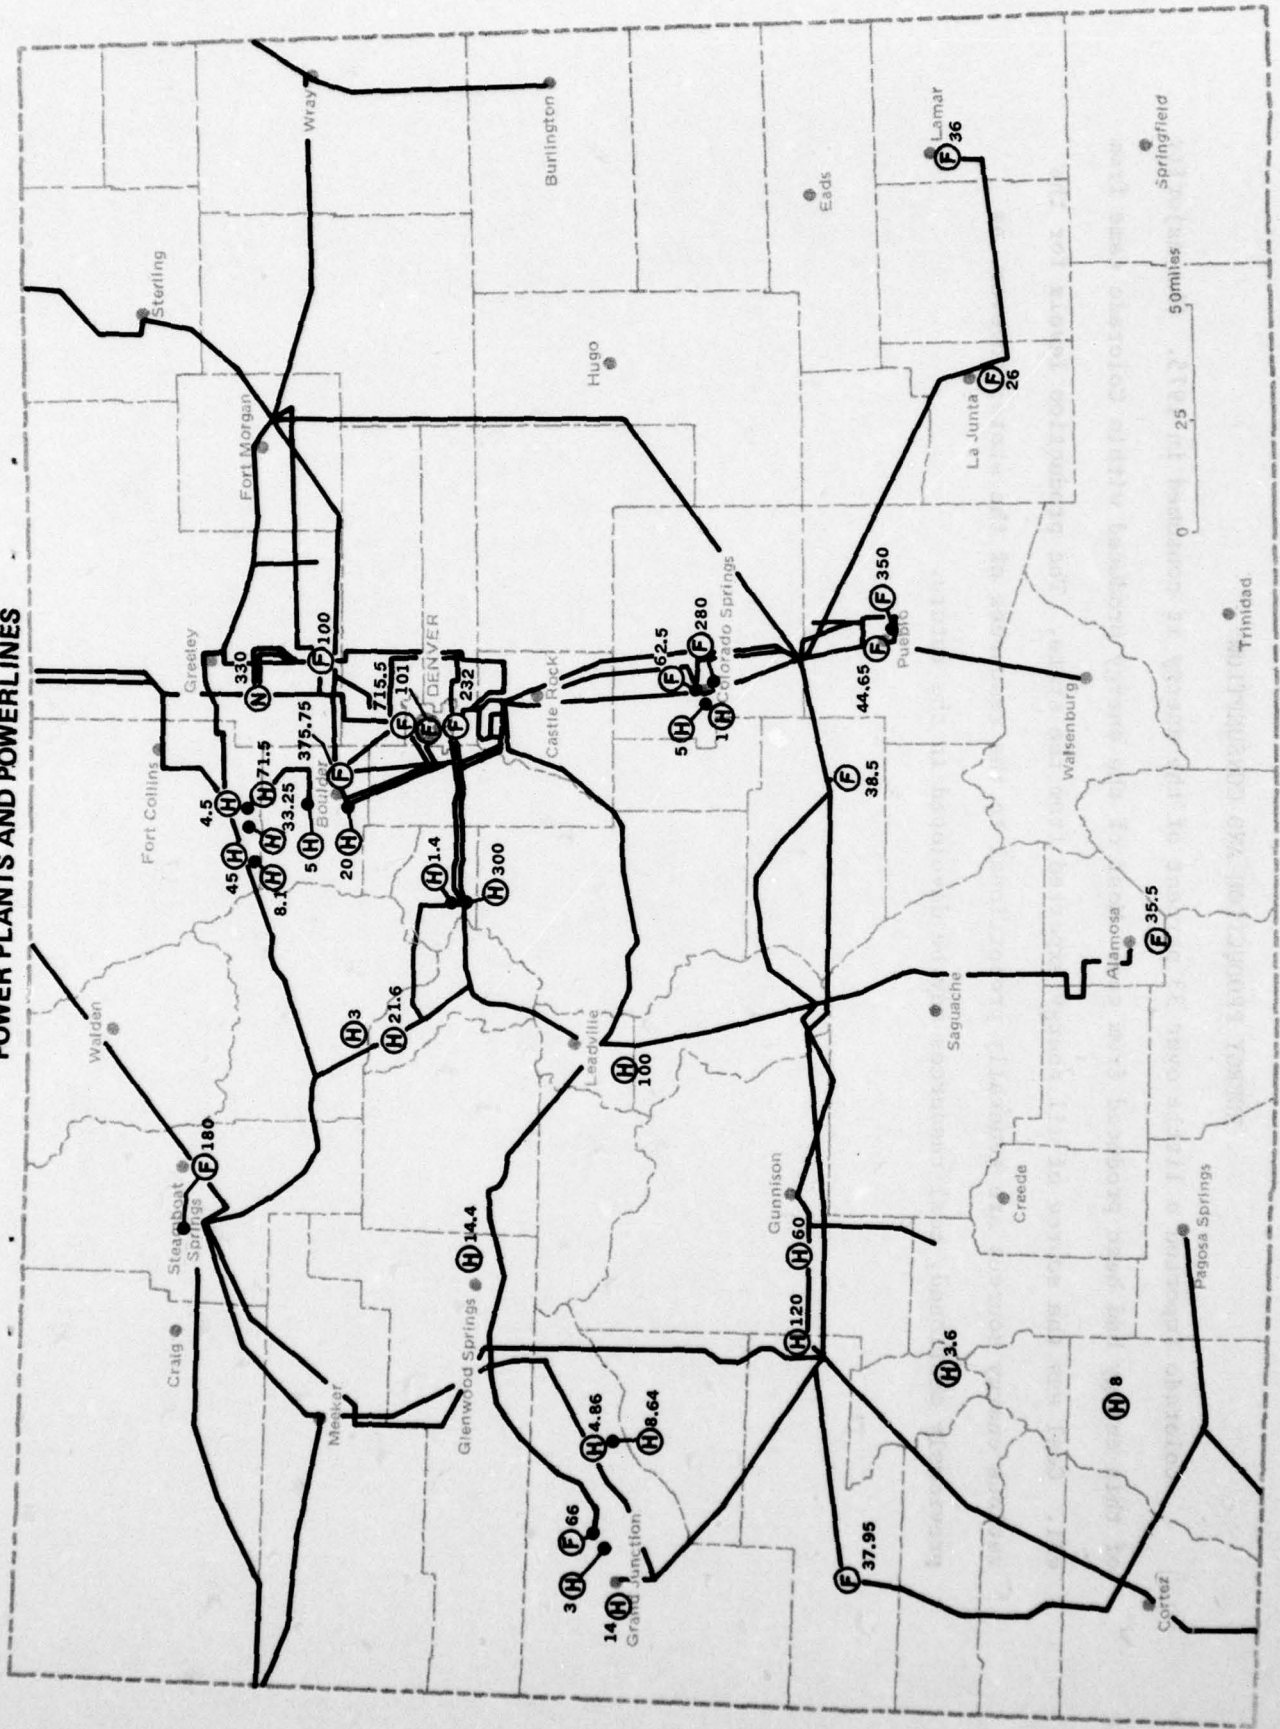 POWER PLANTS AND POWERLINES
Wray
Sterling
Burlington
Fort Morgan
Greeley
Fort Collins
Walden
Steamboat
Springs
Craig
Meeker
Boulder
DENVER
Castle Rock
Hugo
Eads
Lamar
La Junta
Springfield
Colorado Springs
Pueblo
Walsenburg
Trinidad
Leadville
Glenwood Springs
Grand Junction
Gunnison
Saguache
Alamosa
Creede
Pagosa Springs
Cortez
N 330
F 100
715.5
101
232
F
F
F
375.75
F
4.5 H
H 71.5
45 H
H 33.25
8.1 H
5 H
20 H
H 1.4
H 300
H 3
H 21.6
F 180
H 14.4
H 100
H 4.86
H 8.64
F 66
3 H
14 H
H 120
H 60
F 37.95
H 3.6
H 8
F 62.5
F 280
5 H
1 H
F 350
F 44.65
F 38.5
F 35.5
F 26
F 36
0 25 50miles